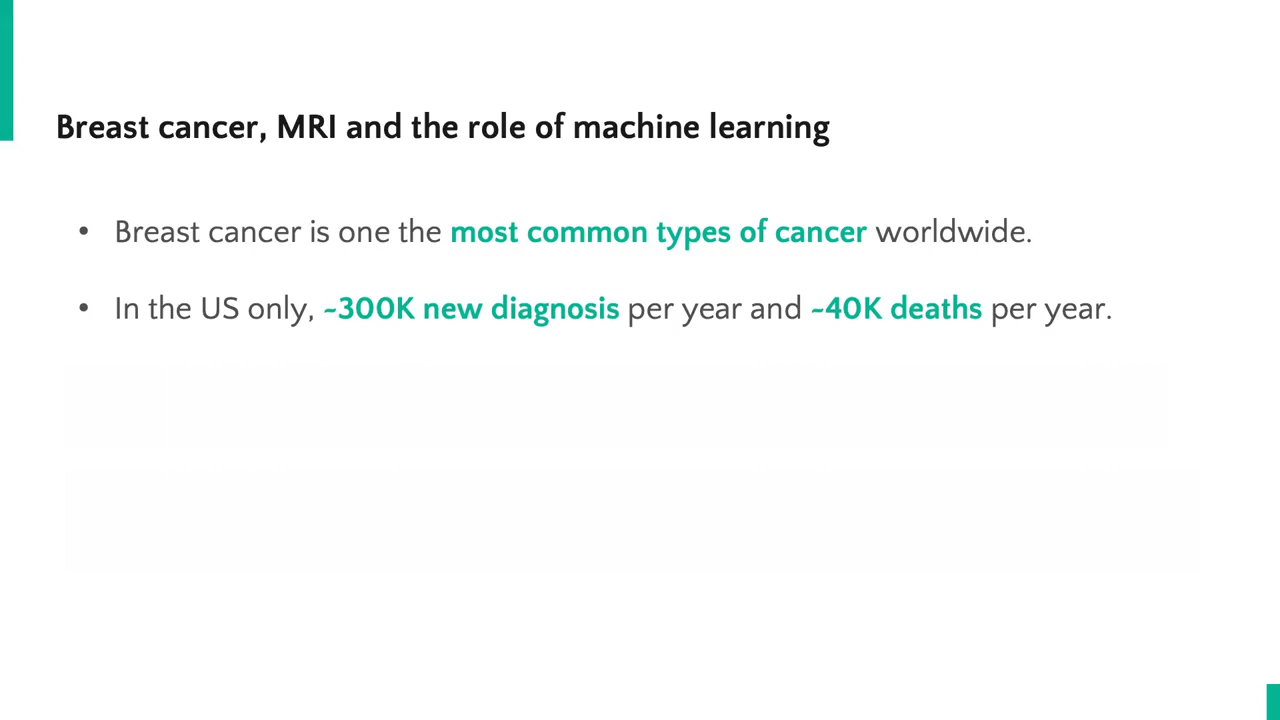 Breast cancer, MRI and the role of machine learning
• Breast cancer is one the most common types of cancer worldwide.
• In the US only, ~300K new diagnosis per year and ~40K deaths per year.